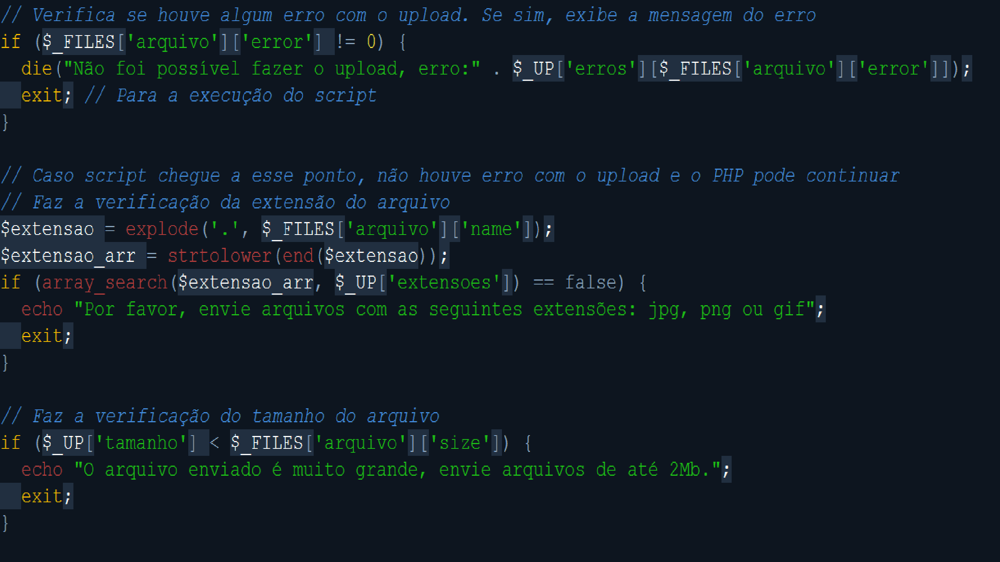 // Verifica se houve algum erro com o upload. Se sim, exibe a mensagem do erro
if ($_FILES['arquivo']['error'] != 0) {
  die("Não foi possível fazer o upload, erro:" . $_UP['erros'][$_FILES['arquivo']['error']]);
  exit; // Para a execução do script
}

// Caso script chegue a esse ponto, não houve erro com o upload e o PHP pode continuar
// Faz a verificação da extensão do arquivo
$extensao = explode('.', $_FILES['arquivo']['name']);
$extensao_arr = strtolower(end($extensao));
if (array_search($extensao_arr, $_UP['extensoes']) == false) {
  echo "Por favor, envie arquivos com as seguintes extensões: jpg, png ou gif";
  exit;
}

// Faz a verificação do tamanho do arquivo
if ($_UP['tamanho'] < $_FILES['arquivo']['size']) {
  echo "O arquivo enviado é muito grande, envie arquivos de até 2Mb.";
  exit;
}